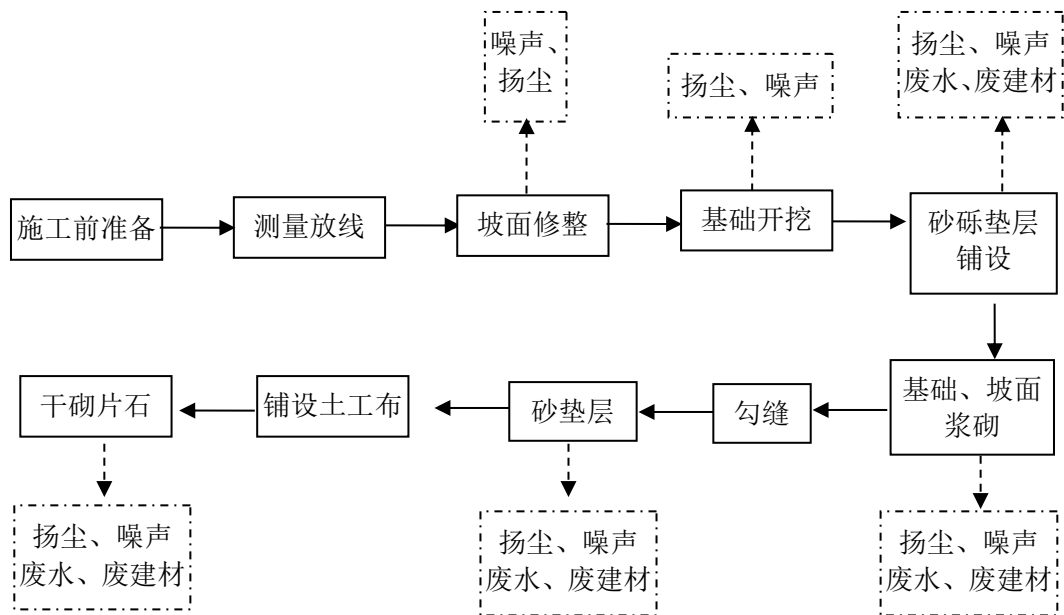 噪声、
扬尘
扬尘、噪声
扬尘、噪声
废水、废建材
施工前准备
测量放线
坡面修整
基础开挖
砂砾垫层
铺设
干砌片石
铺设土工布
砂垫层
勾缝
基础、坡面
浆砌
扬尘、噪声
废水、废建材
扬尘、噪声
废水、废建材
扬尘、噪声
废水、废建材